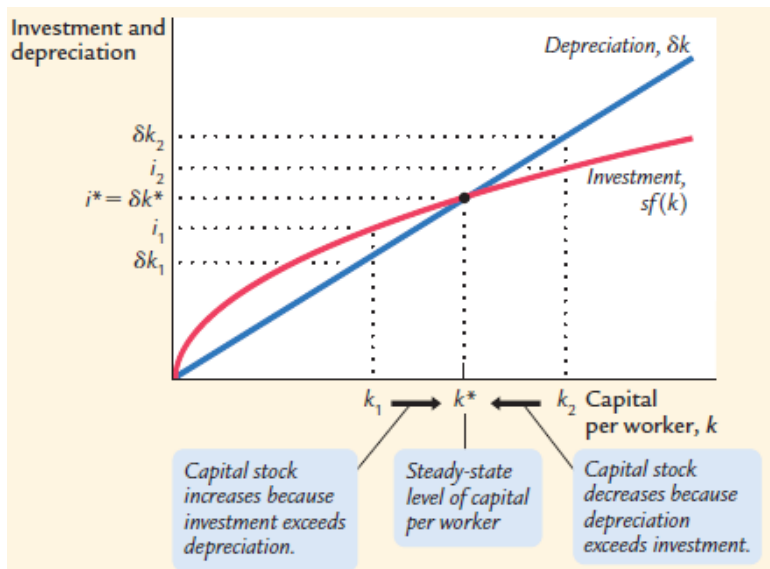 Investment and
depreciation
Depreciation, δk
δk₂
i₂
i* = δk*
i₁
δk₁
Investment,
sf(k)
k₁
k*
k₂
Capital
per worker, k
Capital stock
increases because
investment exceeds
depreciation.
Steady-state
level of capital
per worker
Capital stock
decreases because
depreciation
exceeds investment.